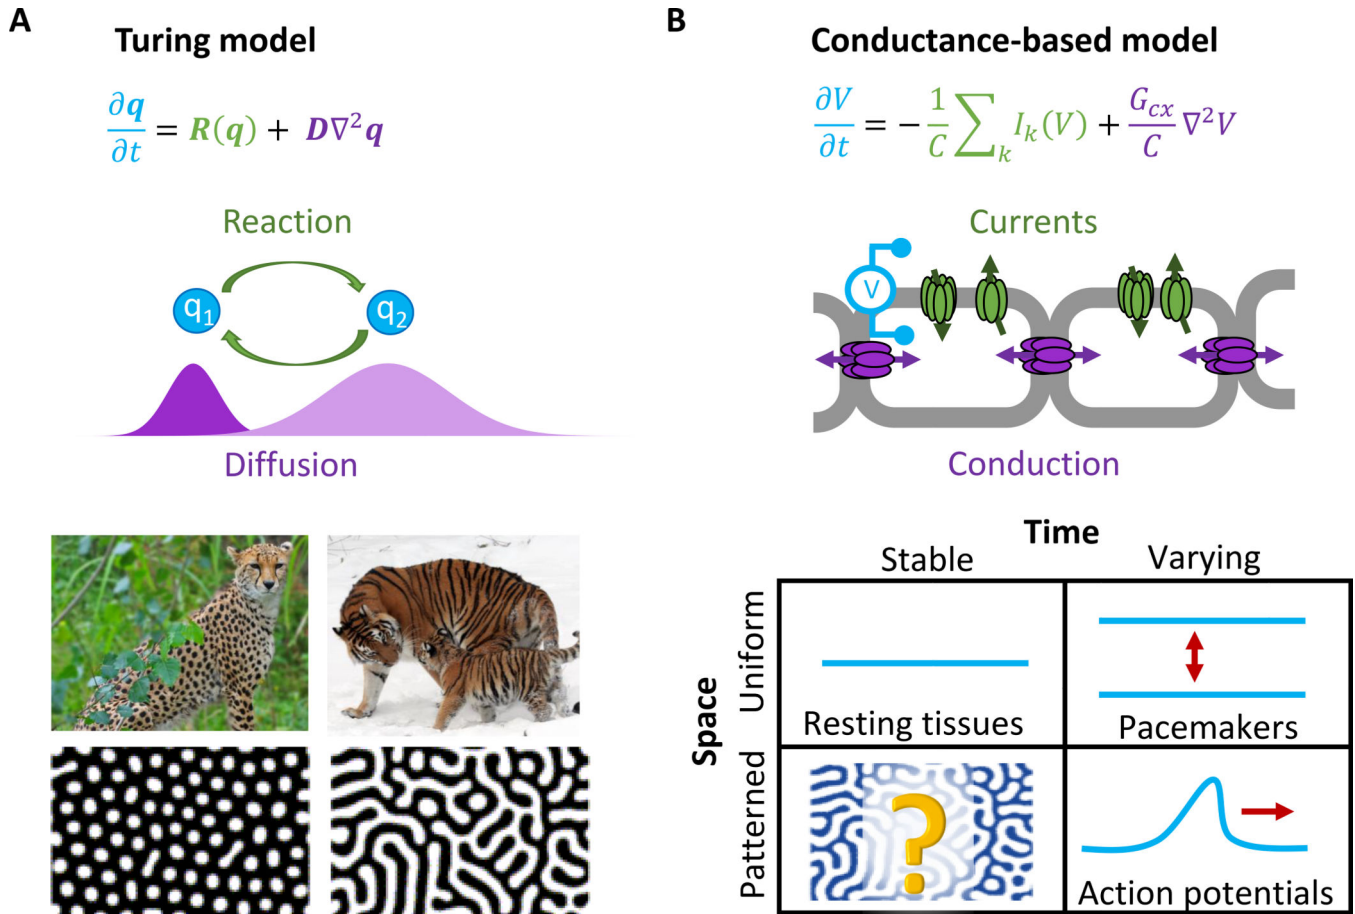 A
Turing model
∂q/∂t = R(q) + D∇²q
Reaction
q₁
q₂
Diffusion
B
Conductance-based model
∂V/∂t = −1/C ∑ₖ Iₖ(V) + G_cx/C ∇²V
Currents
V
Conduction
Time
Stable
Varying
Space
Uniform
Resting tissues
Pacemakers
Patterned
?
Action potentials